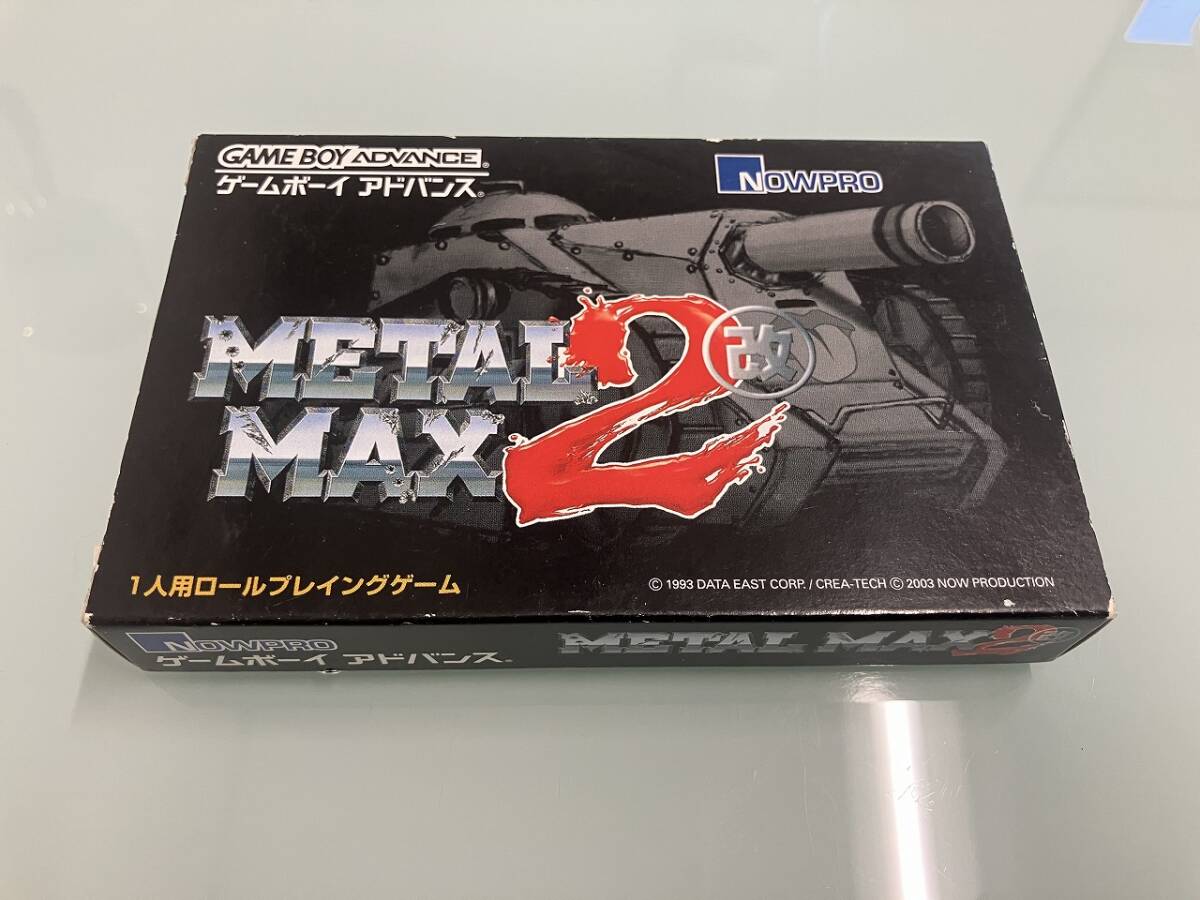 GAME BOY ADVANCE
ゲームボーイ アドバンス
NOWPRO
METAL
MAX 2 改
1人用ロールプレイングゲーム
© 1993 DATA EAST CORP. / CREA-TECH © 2003 NOW PRODUCTION
NOWPRO
ゲームボーイ アドバンス
METAL MAX 2 改